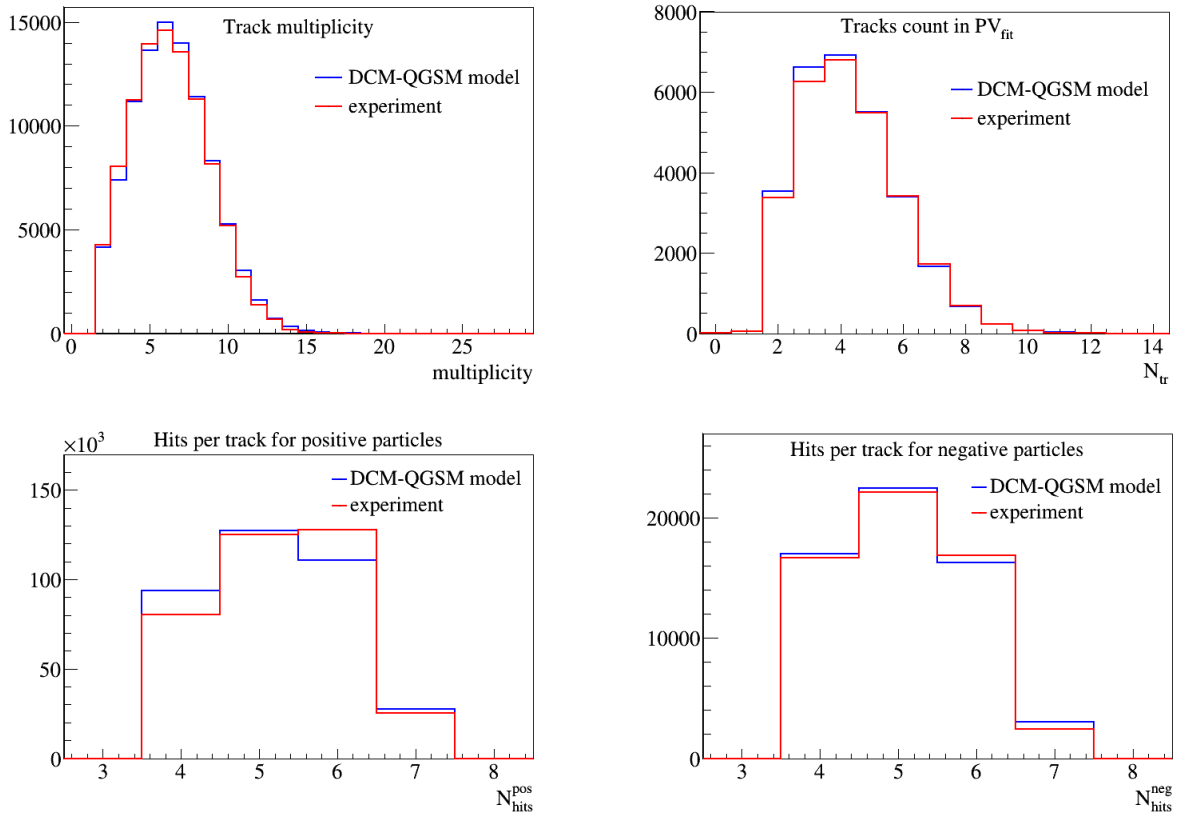 Track multiplicity
DCM-QGSM model
experiment
15000
10000
5000
0
0 5 10 15 20 25
multiplicity
Tracks count in PV_fit
DCM-QGSM model
experiment
8000
6000
4000
2000
0
0 2 4 6 8 10 12 14
N_tr
×10³
Hits per track for positive particles
DCM-QGSM model
experiment
150
100
50
0
3 4 5 6 7 8
N_hits^pos
Hits per track for negative particles
DCM-QGSM model
experiment
20000
10000
0
3 4 5 6 7 8
N_hits^neg